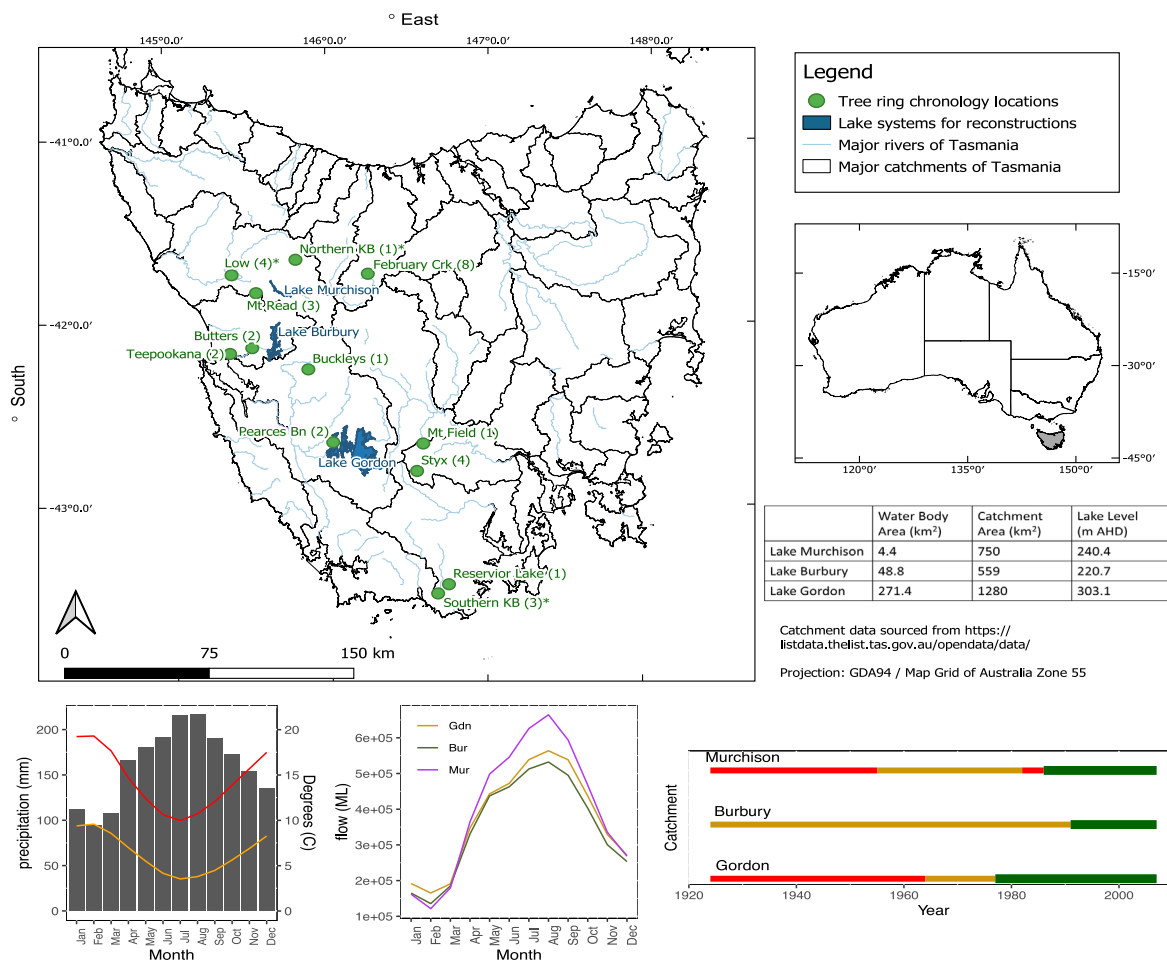 ° East
145°0.0′ 146°0.0′ 147°0.0′ 148°0.0′
° South
-41°0.0′
-42°0.0′
-43°0.0′
Northern KB (1)*
Low (4)*
February Crk (8)
Lake Murchison
Mt Read (3)
Lake Burbury
Butters (2)
Teepookana (2)
Buckleys (1)
Pearces Bn (2)
Mt Field (1)
Lake Gordon
Styx (4)
Reservior Lake (1)
Southern KB (3)*
0 75 150 km
Legend
Tree ring chronology locations
Lake systems for reconstructions
Major rivers of Tasmania
Major catchments of Tasmania
-15°0.0′
-30°0.0′
-45°0.0′
120°0.0′ 135°0.0′ 150°0.0′
Water Body Area (km²) Catchment Area (km²) Lake Level (m AHD)
Lake Murchison 4.4 750 240.4
Lake Burbury 48.8 559 220.7
Lake Gordon 271.4 1280 303.1
Catchment data sourced from https://
listdata.thelist.tas.gov.au/opendata/data/
Projection: GDA94 / Map Grid of Australia Zone 55
precipitation (mm)
200
150
100
50
0
20
15
10
5
0
Degrees (C)
Jan Feb Mar Apr May Jun Jul Aug Sep Oct Nov Dec
Month
flow (ML)
6e+05
5e+05
4e+05
3e+05
2e+05
1e+05
Gdn
Bur
Mur
Jan Feb Mar Apr May Jun Jul Aug Sep Oct Nov Dec
Month
Catchment
Murchison
Burbury
Gordon
1920 1940 1960 1980 2000
Year